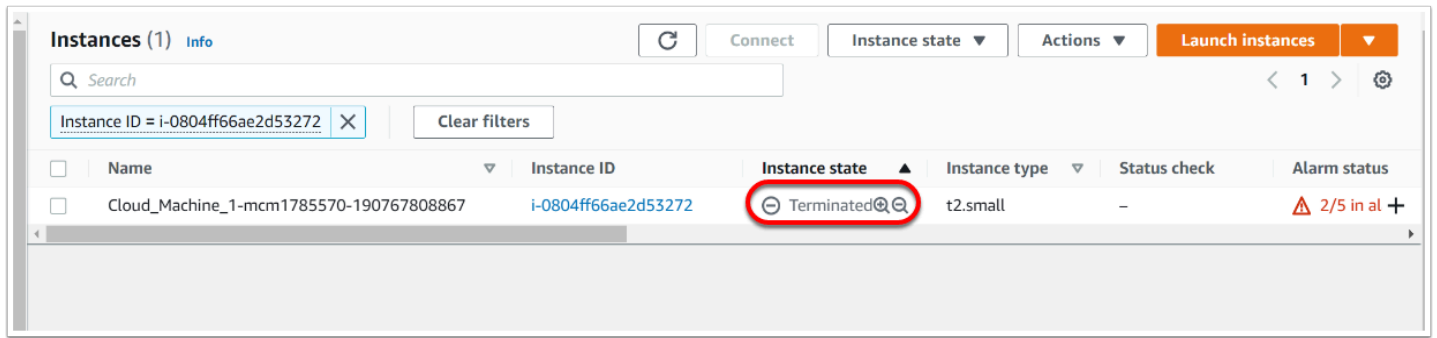 Instances (1) Info Connect Instance state Actions Launch instances
Search 1
Instance ID = i-0804ff66ae2d53272 Clear filters
Name Instance ID Instance state Instance type Status check Alarm status
Cloud_Machine_1-mcm1785570-190767808867 i-0804ff66ae2d53272 Terminated t2.small – 2/5 in al +